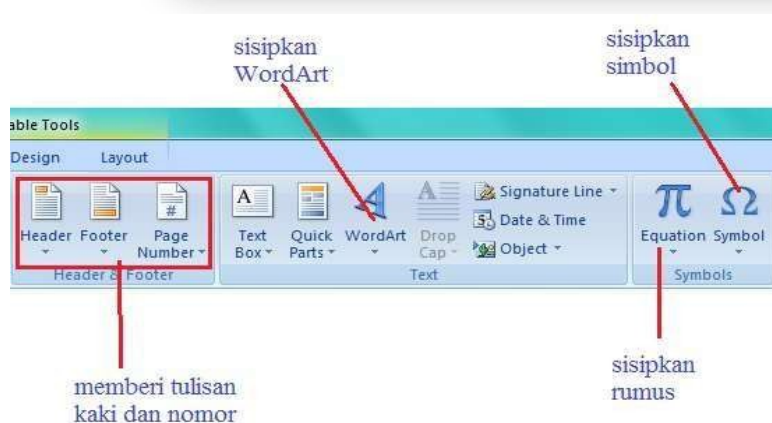 sisipkan
WordArt
sisipkan
simbol
able Tools
Design Layout
Header Footer Page Number
Header & Footer
Text Box Quick Parts WordArt Drop Cap
Signature Line
Date & Time
Object
Text
π Ω
Equation Symbol
Symbols
memberi tulisan
kaki dan nomor
sisipkan
rumus